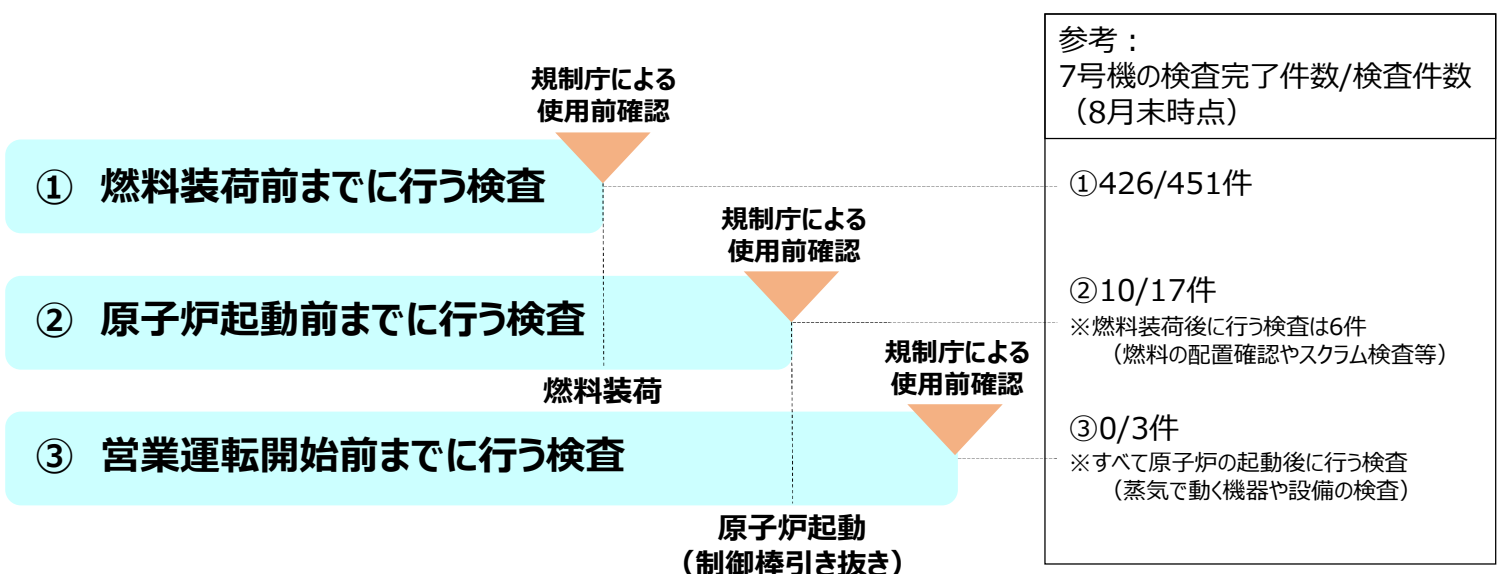 規制庁による
使用前確認
① 燃料装荷前までに行う検査
規制庁による
使用前確認
② 原子炉起動前までに行う検査
燃料装荷
規制庁による
使用前確認
③ 営業運転開始前までに行う検査
原子炉起動
（制御棒引き抜き）
参考：
7号機の検査完了件数/検査件数
（8月末時点）
①426/451件
②10/17件
※燃料装荷後に行う検査は6件
（燃料の配置確認やスクラム検査等）
③0/3件
※すべて原子炉の起動後に行う検査
（蒸気で動く機器や設備の検査）